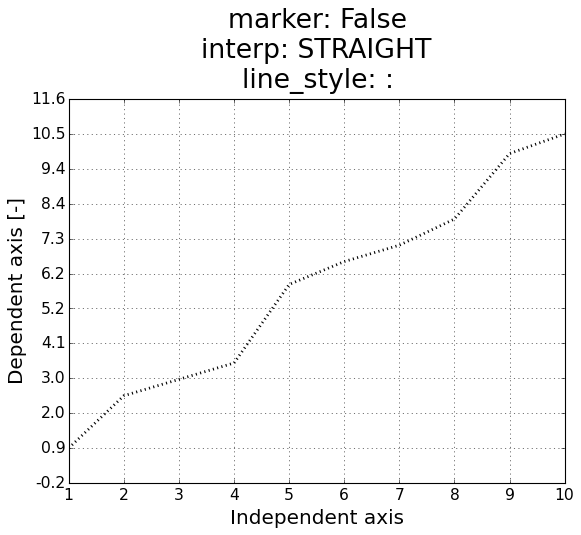 marker: False
interp: STRAIGHT
line_style: :
11.6
10.5
9.4
8.4
7.3
6.2
5.2
4.1
3.0
2.0
0.9
-0.2
Dependent axis [-]
1 2 3 4 5 6 7 8 9 10
Independent axis